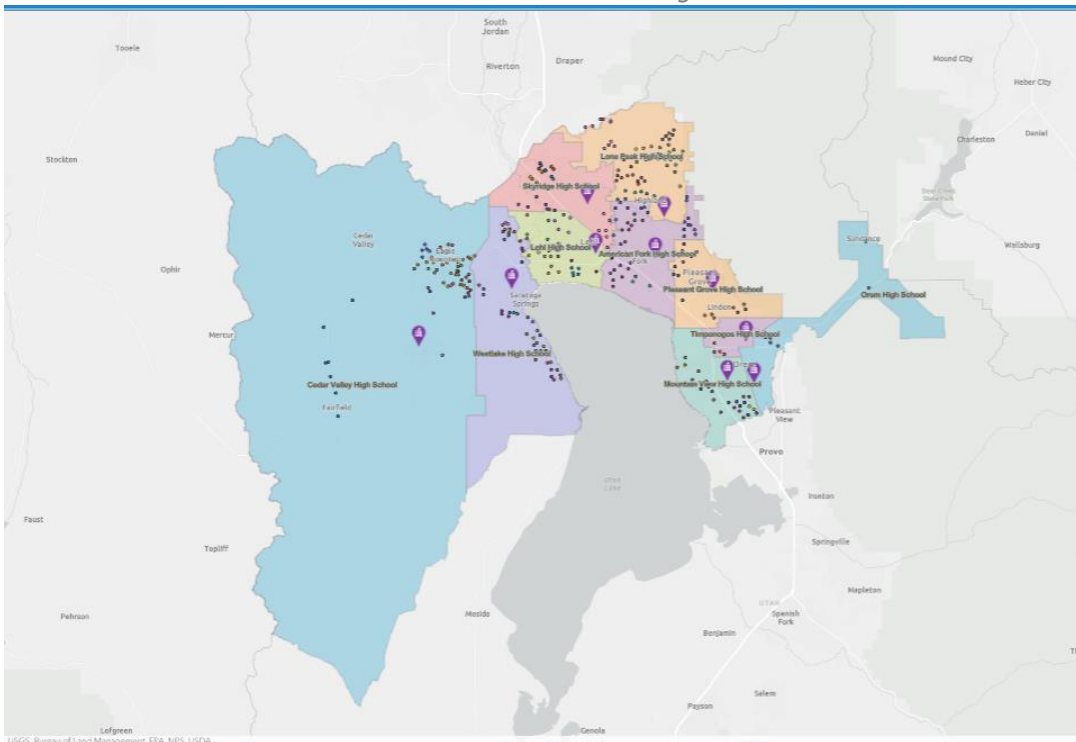 South
Jordan
Tooele
Riverton
Draper
Mound City
Heber City
Daniel
Charleston
Stockton
Lone Peak High School
Skyridge High School
Cedar
Valley
Lehi High School
American Fork High School
Fork
Sundance
Wallsburg
Ophir
Pleasant
Grove
Pleasant Grove High School
Orem High School
Saratoga
Springs
Lindon
Mercur
Timpanogos High School
Westlake High School
Cedar Valley High School
Mountain View High School
Fairfield
Pleasant
View
Provo
Utah
Lake
Ironton
Faust
Springville
Topliff
Mapleton
UTAH
Spanish
Fork
Pehrson
Mosida
Benjamin
Salem
Payson
Lofgreen
Genola
USGS, Bureau of Land Management, EPA, NPS, USDA